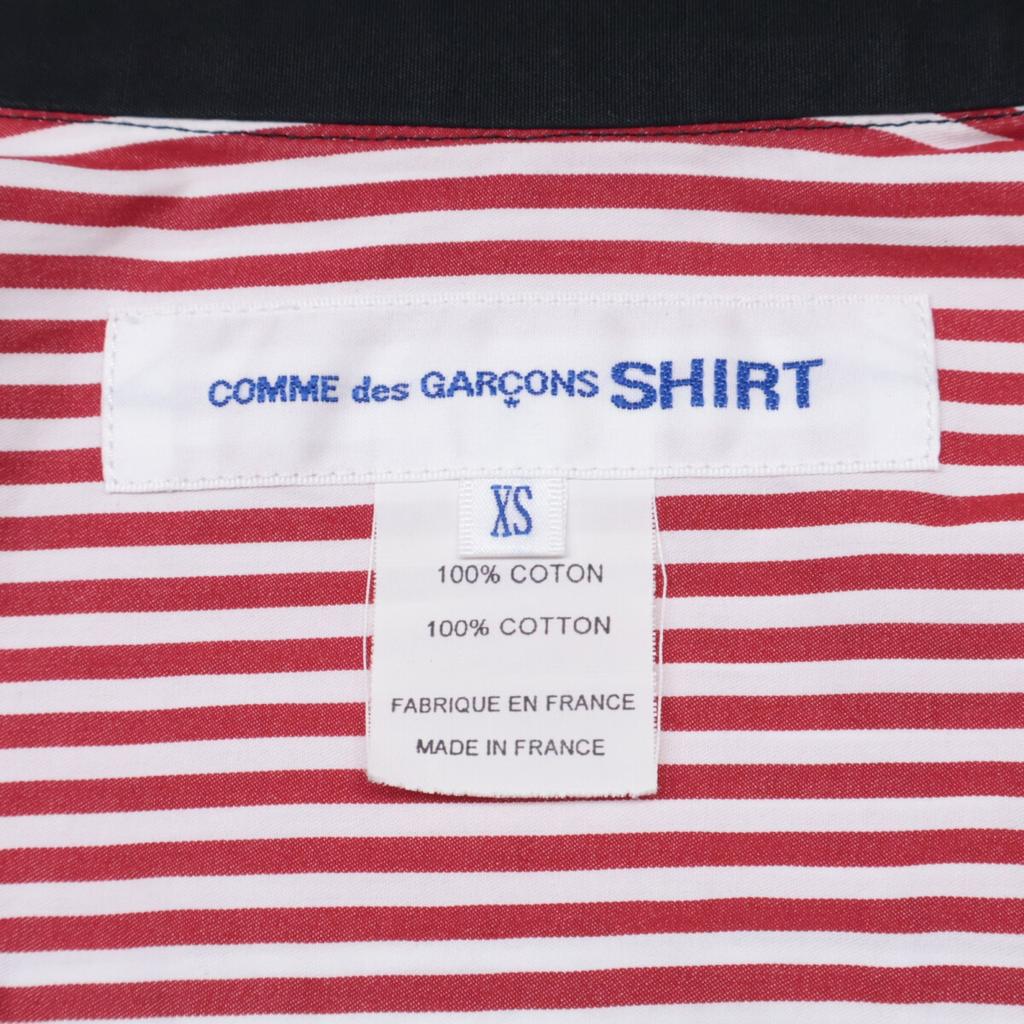 COMME des GARÇONS SHIRT
XS
100% COTON
100% COTTON
FABRIQUE EN FRANCE
MADE IN FRANCE